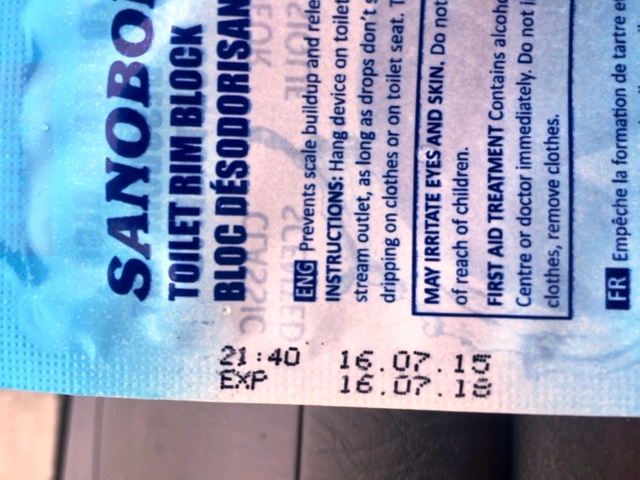 SANOBO
TOILET RIM BLOCK
BLOC DÉSODORISAN
ENG Prevents scale buildup and rele
INSTRUCTIONS: Hang device on toilet
stream outlet, as long as drops don't s
dripping on clothes or on toilet seat. T
MAY IRRITATE EYES AND SKIN. Do not
of reach of children.
FIRST AID TREATMENT Contains alcoho
Centre or doctor immediately. Do not i
clothes, remove clothes.
FR Empêche la formation de tartre et
21:40 16.07.15
EXP 16.07.18